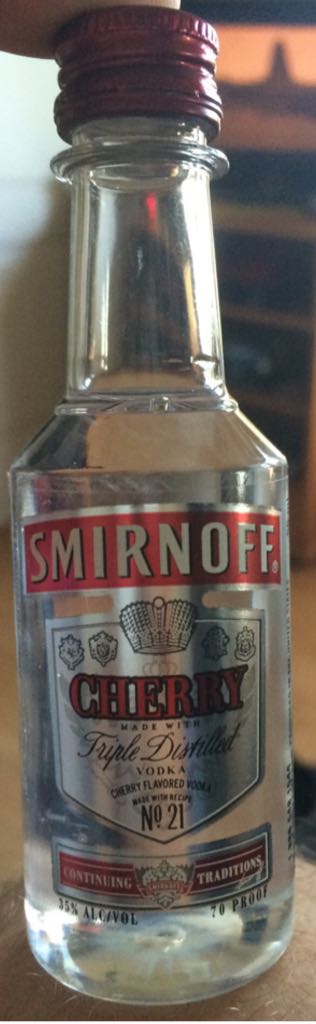 SMIRNOFF®
CHERRY
MADE WITH
Triple Distilled
VODKA
CHERRY FLAVORED VODKA
MADE WITH RECIPE
Nº 21
CONTINUING TRADITIONS
SMIRNOFF
35% ALC/VOL 70 PROOF